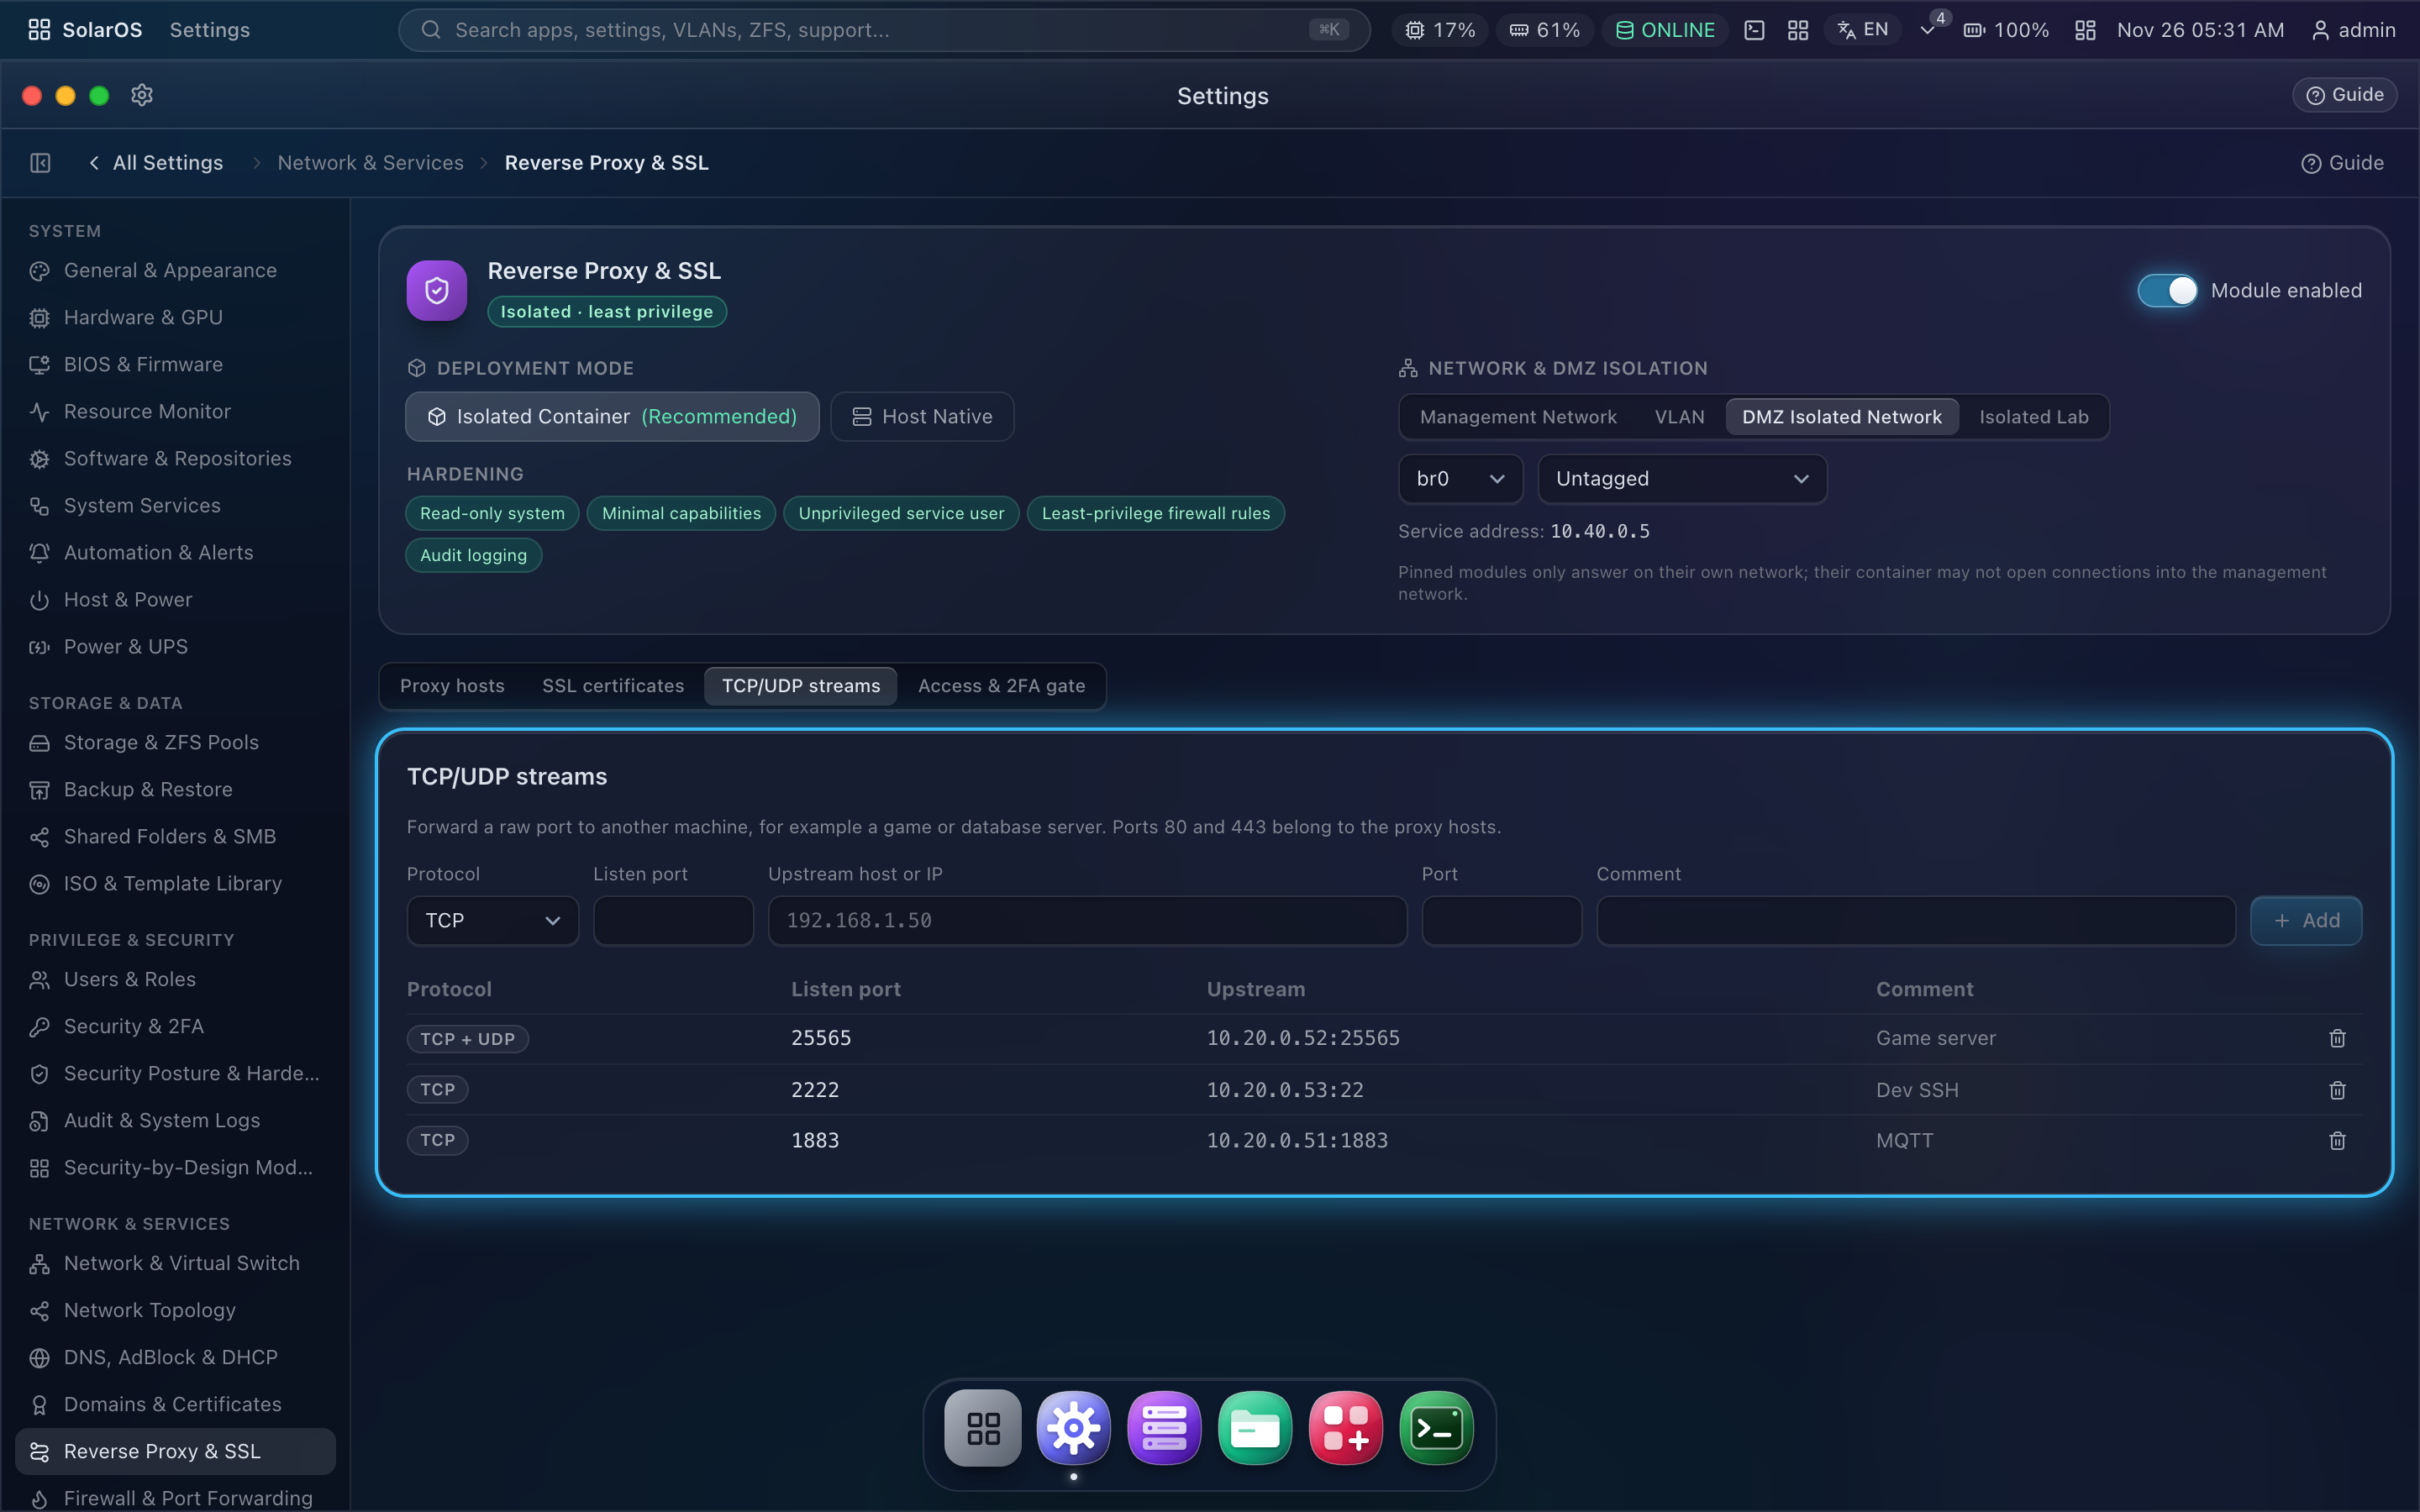 SolarOS Settings Search apps, settings, VLANs, ZFS, support... ⌘K 17% 61% ONLINE EN 4 100% Nov 26 05:31 AM admin
Settings Guide
All Settings Network & Services Reverse Proxy & SSL Guide
SYSTEM
General & Appearance
Hardware & GPU
BIOS & Firmware
Resource Monitor
Software & Repositories
System Services
Automation & Alerts
Host & Power
Power & UPS
STORAGE & DATA
Storage & ZFS Pools
Backup & Restore
Shared Folders & SMB
ISO & Template Library
PRIVILEGE & SECURITY
Users & Roles
Security & 2FA
Security Posture & Harde...
Audit & System Logs
Security-by-Design Mod...
NETWORK & SERVICES
Network & Virtual Switch
Network Topology
DNS, AdBlock & DHCP
Domains & Certificates
Reverse Proxy & SSL
Firewall & Port Forwarding
Reverse Proxy & SSL
Isolated · least privilege
Module enabled
DEPLOYMENT MODE
Isolated Container (Recommended) Host Native
HARDENING
Read-only system Minimal capabilities Unprivileged service user Least-privilege firewall rules
Audit logging
NETWORK & DMZ ISOLATION
Management Network VLAN DMZ Isolated Network Isolated Lab
br0 Untagged
Service address: 10.40.0.5
Pinned modules only answer on their own network; their container may not open connections into the management
network.
Proxy hosts SSL certificates TCP/UDP streams Access & 2FA gate
TCP/UDP streams
Forward a raw port to another machine, for example a game or database server. Ports 80 and 443 belong to the proxy hosts.
Protocol Listen port Upstream host or IP Port Comment
TCP 192.168.1.50 + Add
Protocol Listen port Upstream Comment
TCP + UDP 25565 10.20.0.52:25565 Game server
TCP 2222 10.20.0.53:22 Dev SSH
TCP 1883 10.20.0.51:1883 MQTT